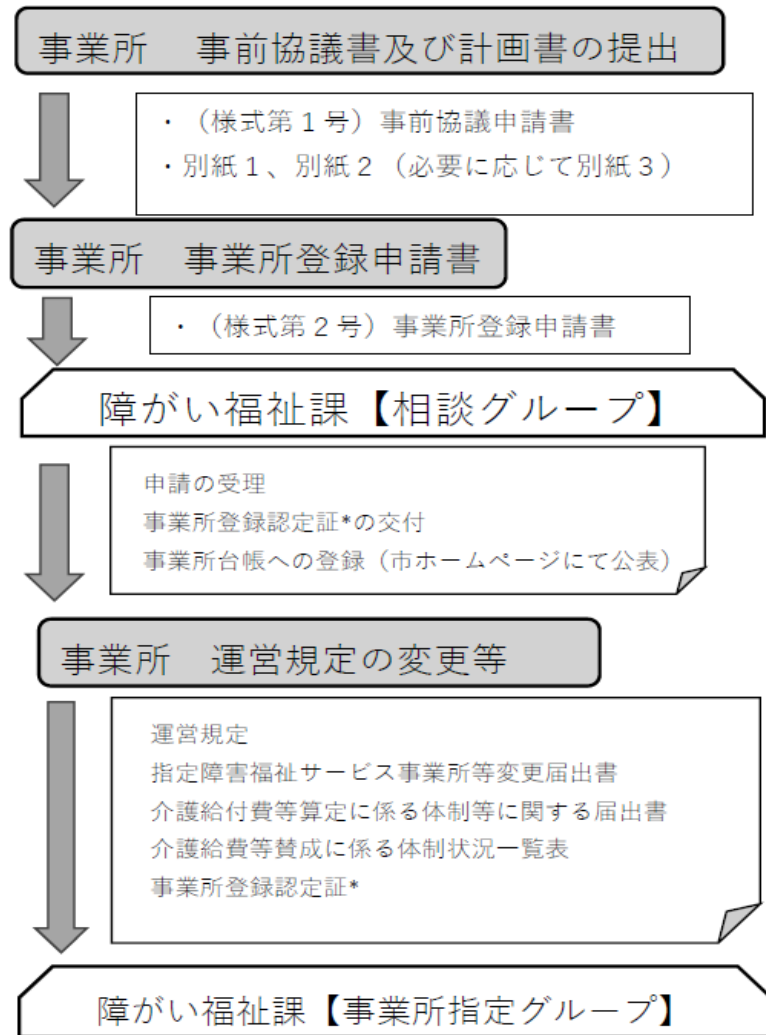 事業所　事前協議書及び計画書の提出
・（様式第１号）事前協議申請書
・別紙１、別紙２（必要に応じて別紙３）
事業所　事業所登録申請書
・（様式第２号）事業所登録申請書
障がい福祉課【相談グループ】
申請の受理
事業所登録認定証*の交付
事業所台帳への登録（市ホームページにて公表）
事業所　運営規定の変更等
運営規定
指定障害福祉サービス事業所等変更届出書
介護給付費等算定に係る体制等に関する届出書
介護給費等賛成に係る体制状況一覧表
事業所登録認定証*
障がい福祉課【事業所指定グループ】